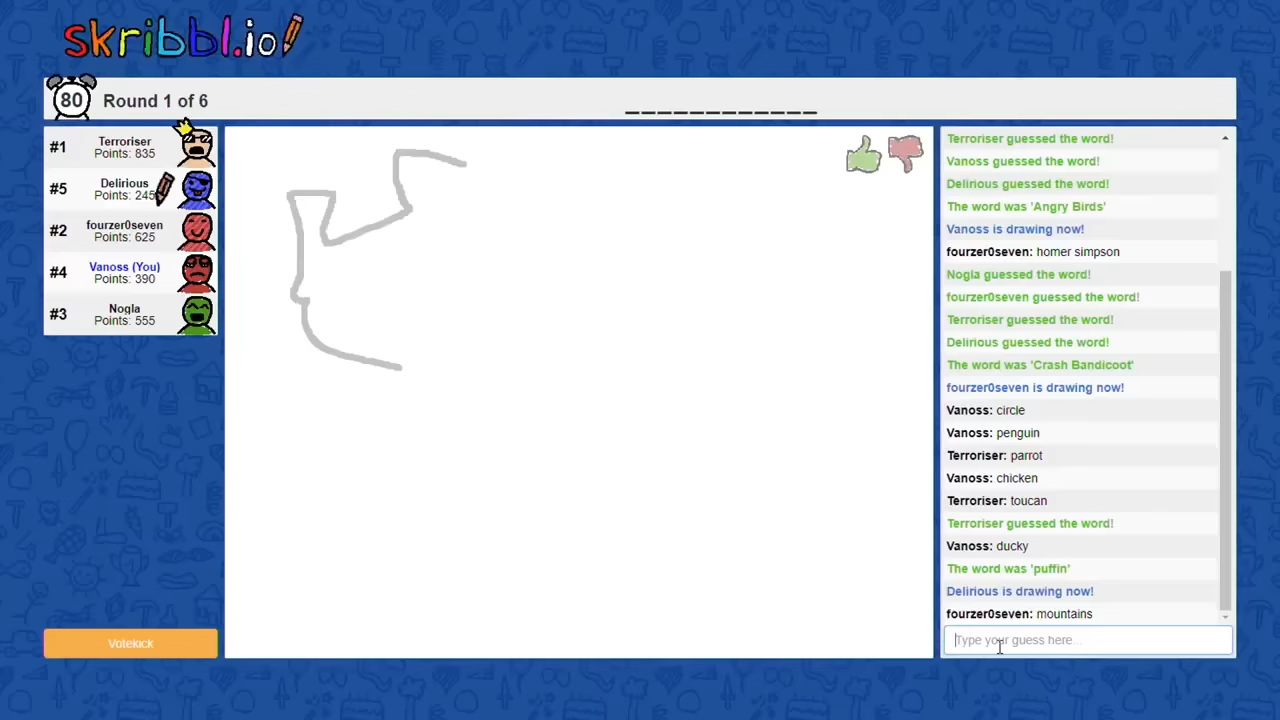 skribbl.io
80
Round 1 of 6
____________
#1
Terroriser
Points: 835
#5
Delirious
Points: 245
#2
fourzer0seven
Points: 625
#4
Vanoss (You)
Points: 390
#3
Nogla
Points: 555
Votekick
Terroriser guessed the word!
Vanoss guessed the word!
Delirious guessed the word!
The word was 'Angry Birds'
Vanoss is drawing now!
fourzer0seven: homer simpson
Nogla guessed the word!
fourzer0seven guessed the word!
Terroriser guessed the word!
Delirious guessed the word!
The word was 'Crash Bandicoot'
fourzer0seven is drawing now!
Vanoss: circle
Vanoss: penguin
Terroriser: parrot
Vanoss: chicken
Terroriser: toucan
Terroriser guessed the word!
Vanoss: ducky
The word was 'puffin'
Delirious is drawing now!
fourzer0seven: mountains
Type your guess here...